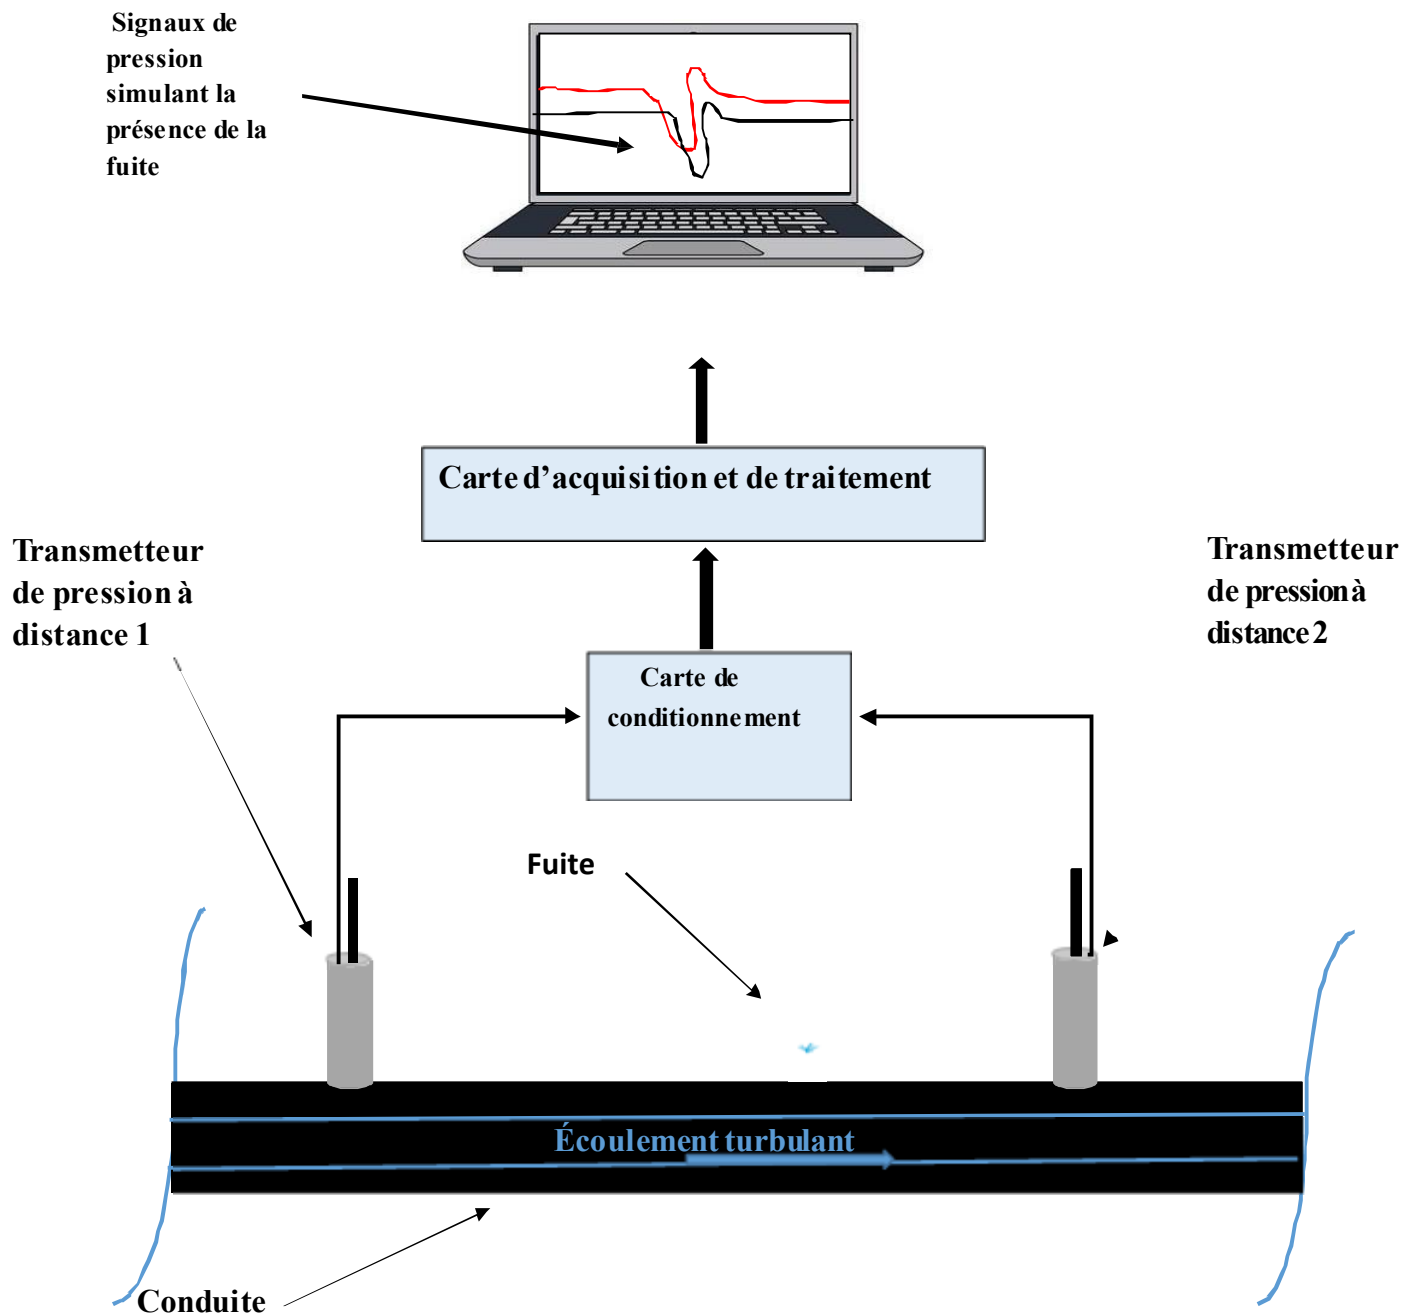 Signaux de
pression
simulant la
présence de la
fuite
Carte d’acquisition et de traitement
Transmetteur
de pression à
distance 1
Transmetteur
de pression à
distance 2
Carte de
conditionnement
Fuite
Écoulement turbulant
Conduite